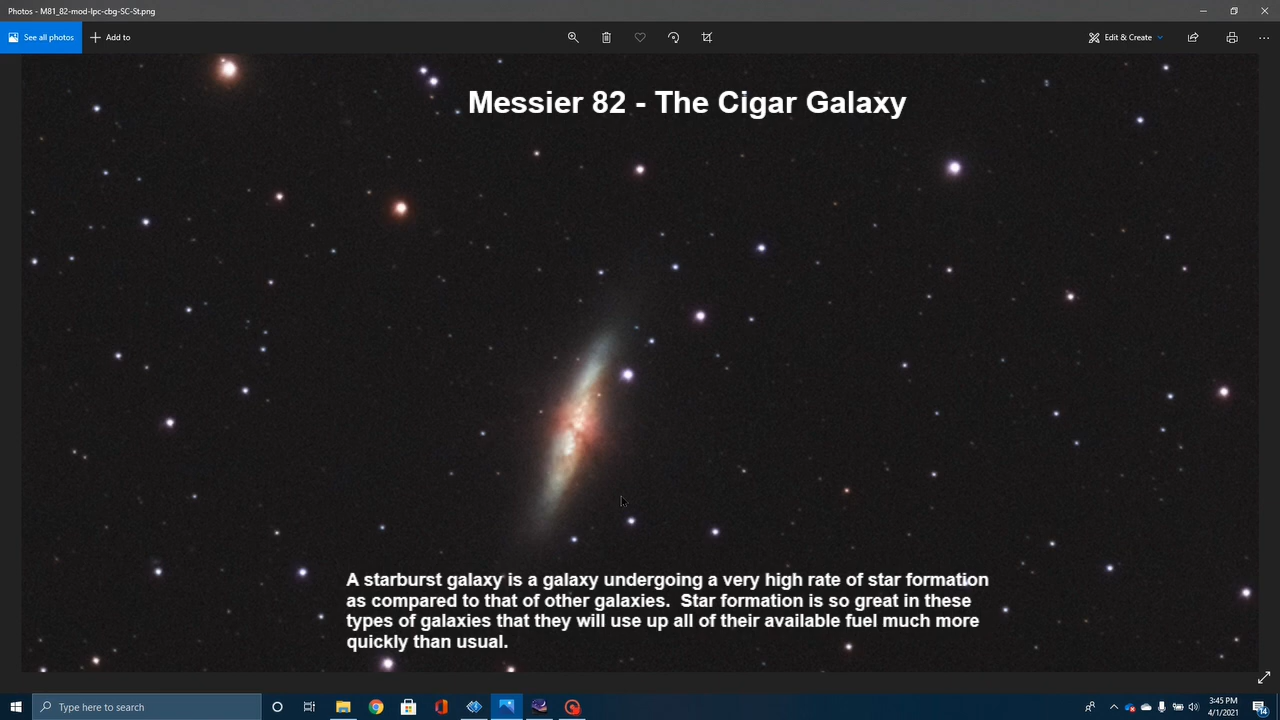 Photos - M81_82-mod-lpc-cbg-SC-St.png
See all photos
Add to
Edit & Create
Messier 82 - The Cigar Galaxy
A starburst galaxy is a galaxy undergoing a very high rate of star formation
as compared to that of other galaxies.  Star formation is so great in these
types of galaxies that they will use up all of their available fuel much more
quickly than usual.
Type here to search
3:45 PM
4/1/2021
14